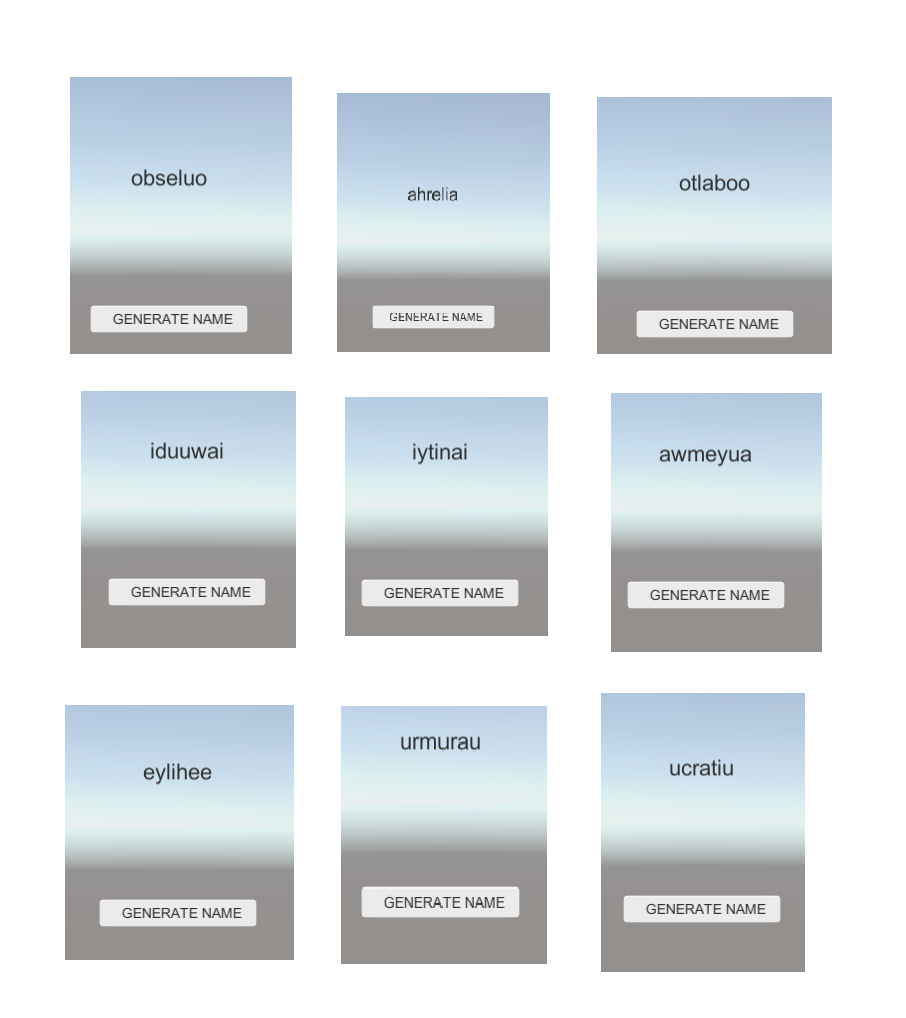 obseluo
GENERATE NAME
ahrelia
GENERATE NAME
otlaboo
GENERATE NAME
iduuwai
GENERATE NAME
iytinai
GENERATE NAME
awmeyua
GENERATE NAME
eylihee
GENERATE NAME
urmurau
GENERATE NAME
ucratiu
GENERATE NAME